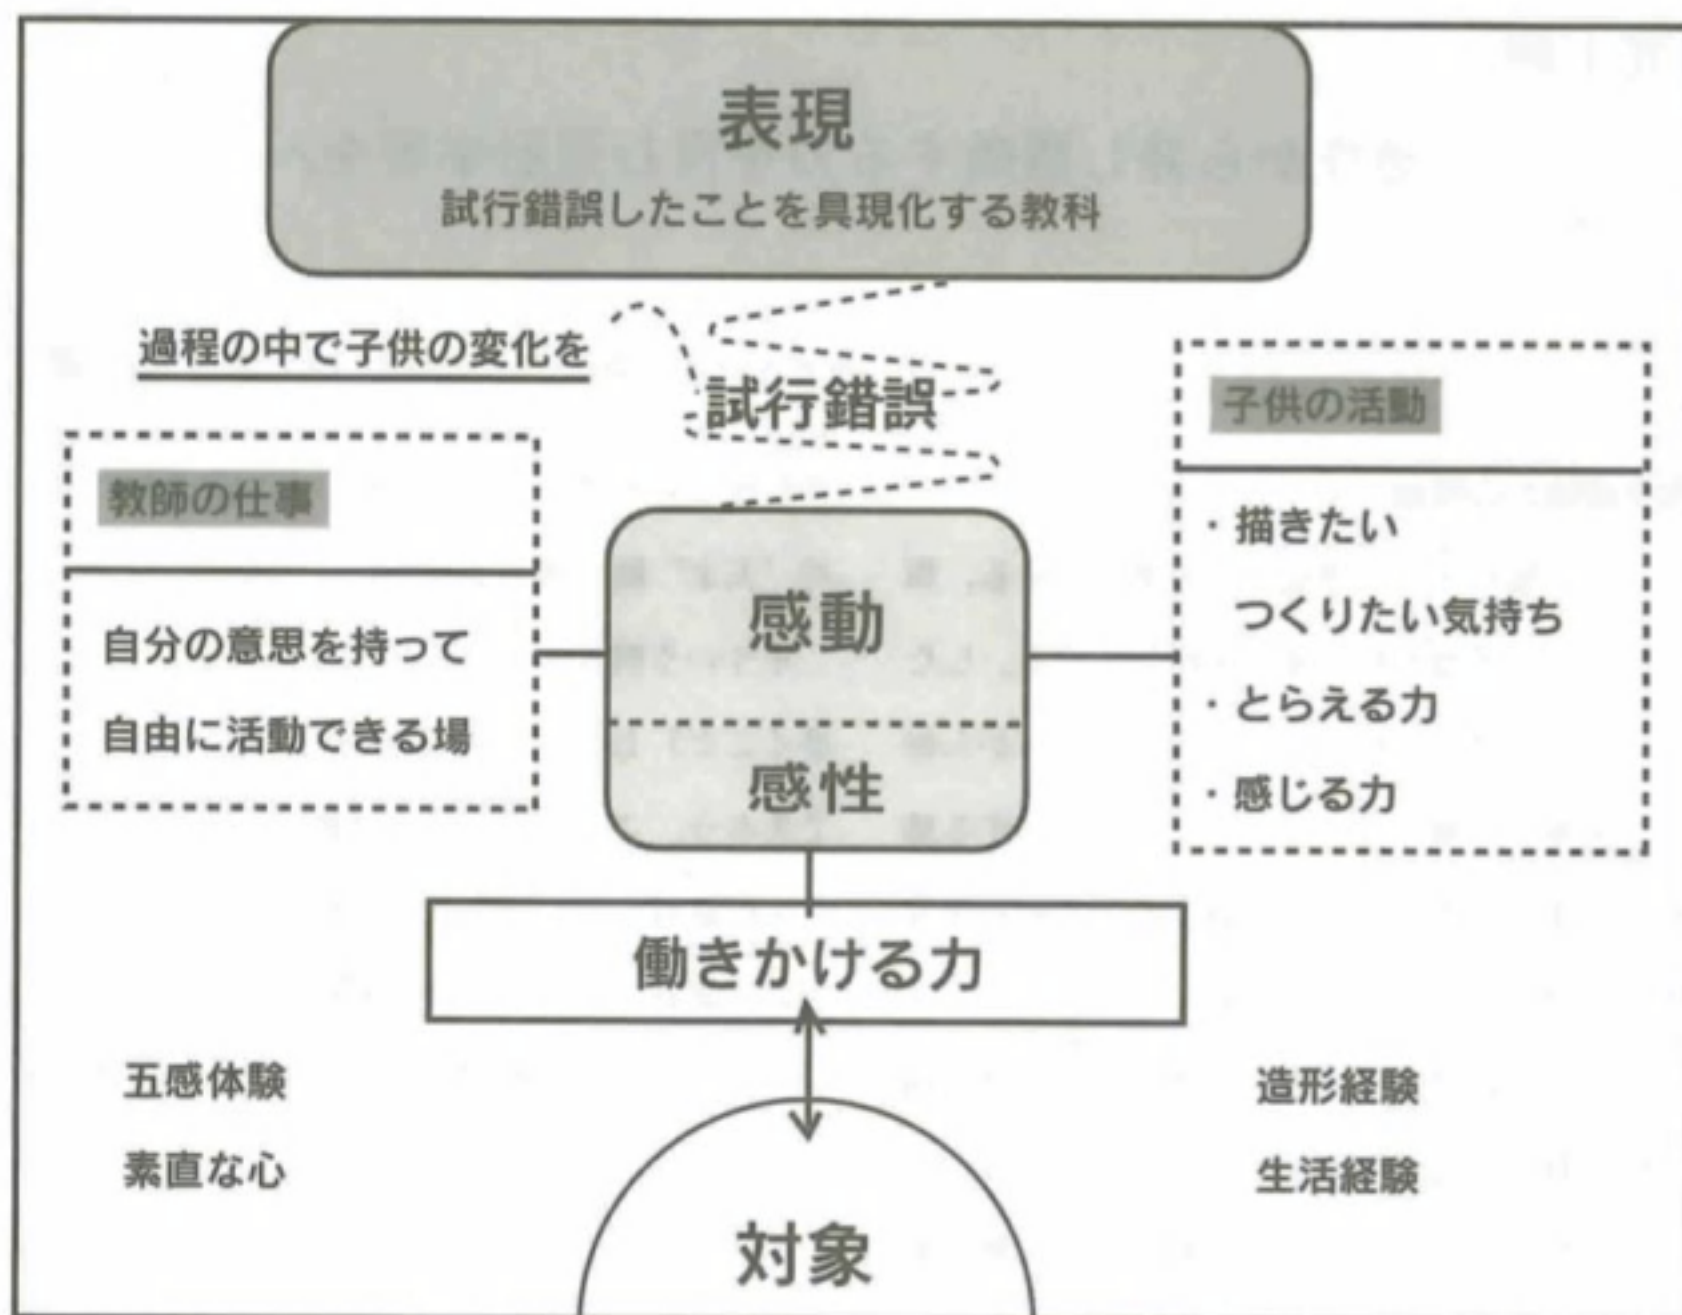 表現
試行錯誤したことを具現化する教科
過程の中で子供の変化を
試行錯誤
教師の仕事
自分の意思を持って
自由に活動できる場
感動
感性
子供の活動
・描きたい
つくりたい気持ち
・とらえる力
・感じる力
働きかける力
五感体験
素直な心
造形経験
生活経験
対象